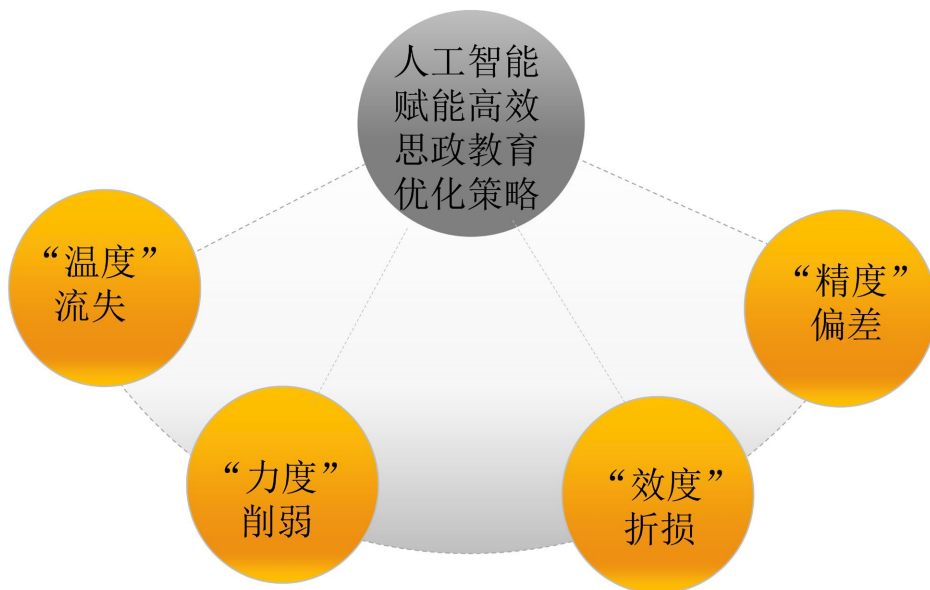 人工智能
赋能高效
思政教育
优化策略
“温度”
流失
“力度”
削弱
“效度”
折损
“精度”
偏差